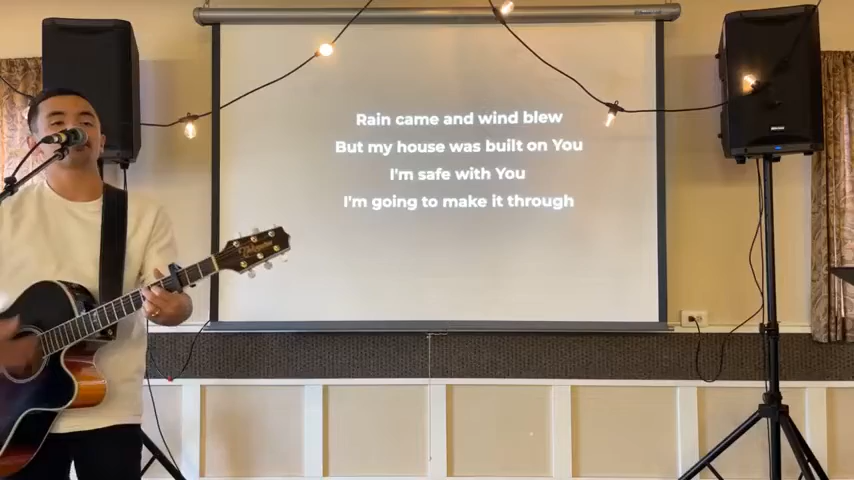 Rain came and wind blew
But my house was built on You
I'm safe with You
I'm going to make it through